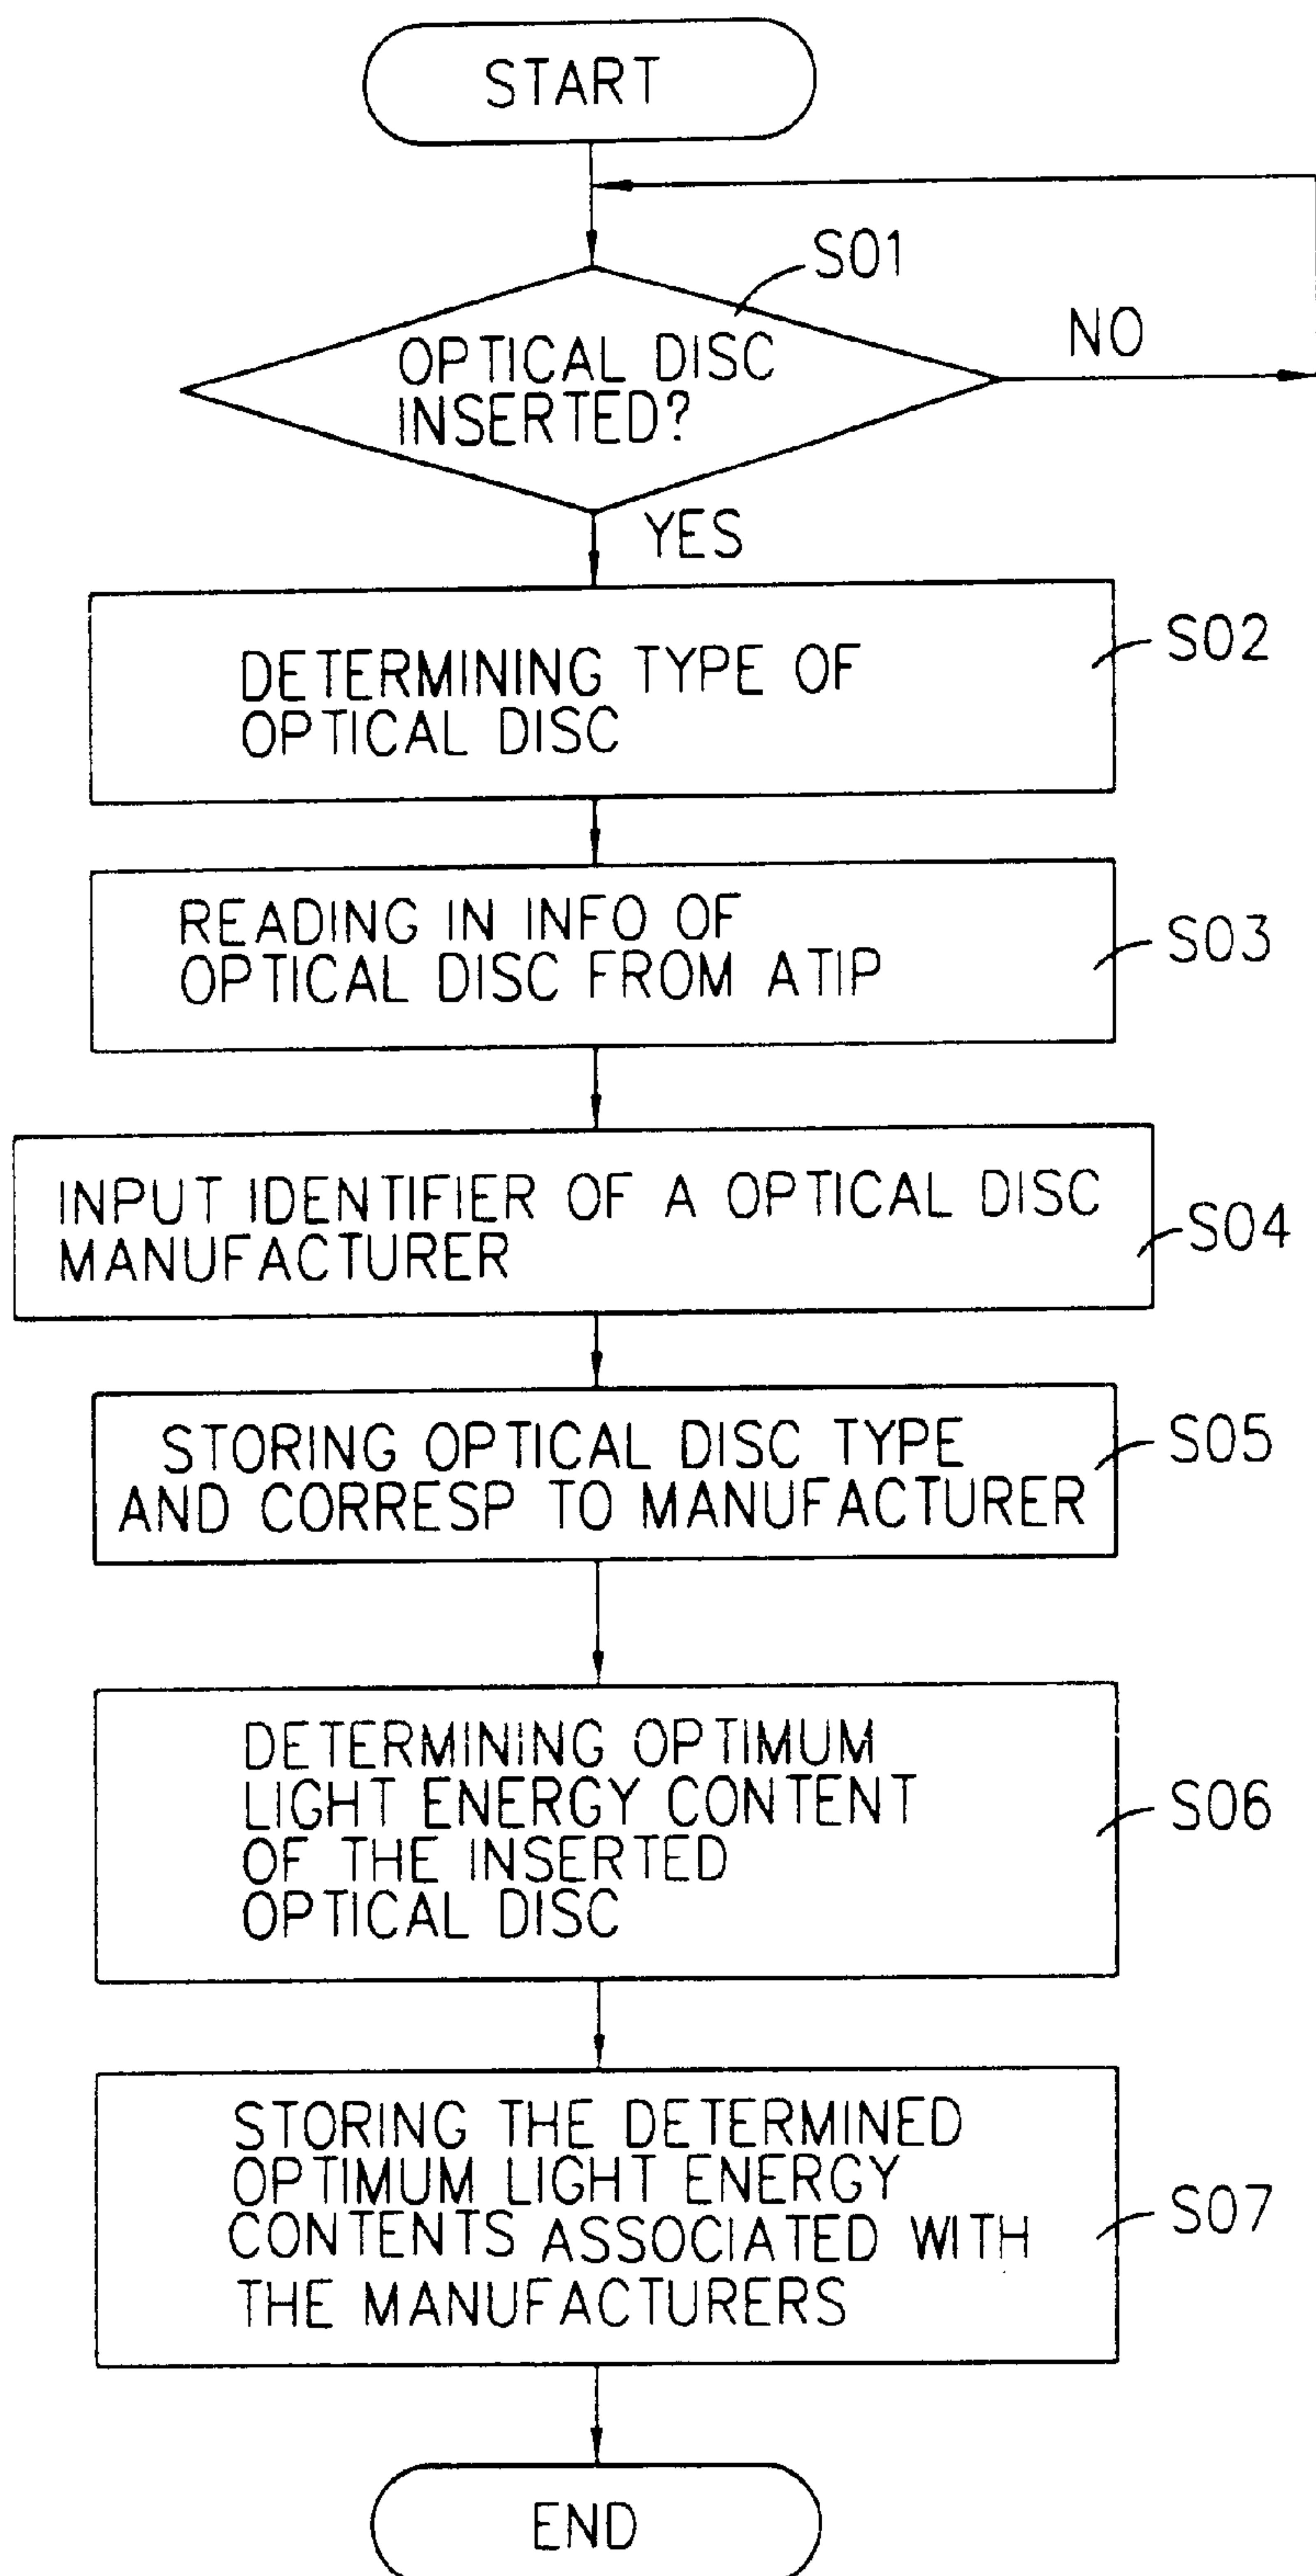 START
S01
OPTICAL DISC
INSERTED?
NO
YES
DETERMINING TYPE OF
OPTICAL DISC
S02
READING IN INFO OF
OPTICAL DISC FROM ATIP
S03
INPUT IDENTIFIER OF A OPTICAL DISC
MANUFACTURER
S04
STORING OPTICAL DISC TYPE
AND CORRESP TO MANUFACTURER
S05
DETERMINING OPTIMUM
LIGHT ENERGY CONTENT
OF THE INSERTED
OPTICAL DISC
S06
STORING THE DETERMINED
OPTIMUM LIGHT ENERGY
CONTENTS ASSOCIATED WITH
THE MANUFACTURERS
S07
END